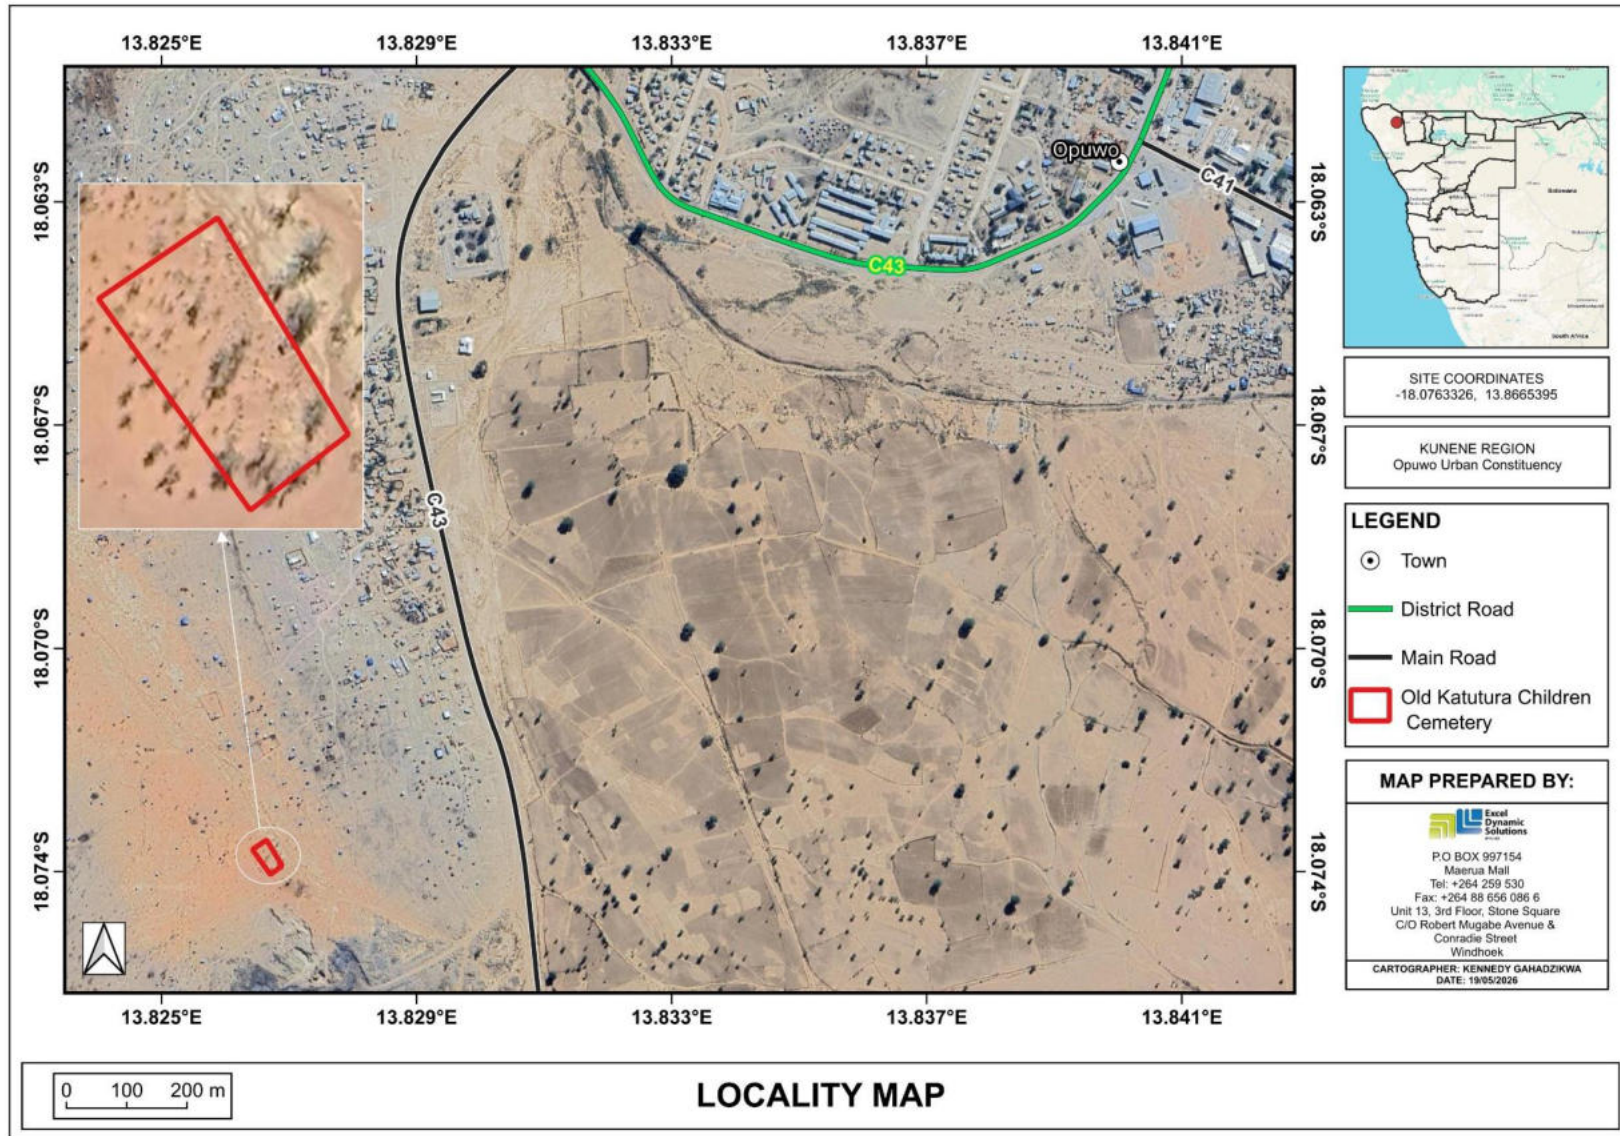 13.825°E 13.829°E 13.833°E 13.837°E 13.841°E
18.063°S
18.067°S
18.070°S
18.074°S
Opuwo
C41
C43
C43
18.063°S
18.067°S
18.070°S
18.074°S
13.825°E 13.829°E 13.833°E 13.837°E 13.841°E
Botswana
South Africa
SITE COORDINATES
-18.0763326, 13.8665395
KUNENE REGION
Opuwo Urban Constituency
LEGEND
Town
District Road
Main Road
Old Katutura Children
Cemetery
MAP PREPARED BY:
Excel
Dynamic
Solutions
P.O BOX 997154
Maerua Mall
Tel: +264 259 530
Fax: +264 88 656 086 6
Unit 13, 3rd Floor, Stone Square
C/O Robert Mugabe Avenue &
Conradie Street
Windhoek
CARTOGRAPHER: KENNEDY GAHADZIKWA
DATE: 19/05/2026
0 100 200 m
LOCALITY MAP